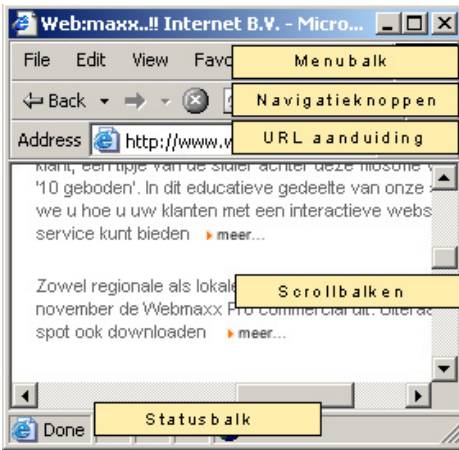 Web:maxx..!! Internet B.V. - Micro...
File Edit View Favo Menubalk
Back Navigatieknoppen
Address http://www.w URL aanduiding
klant, een tipje van de sluier achter deze filosofie
'10 geboden'. In dit educatieve gedeelte van onze
we u hoe u uw klanten met een interactieve webs
service kunt bieden meer...
Zowel regionale als lokale
Scrollbalken
november de Webmaxx Pro commercial uit. Uiteraa
spot ook downloaden meer...
Statusbalk
Done